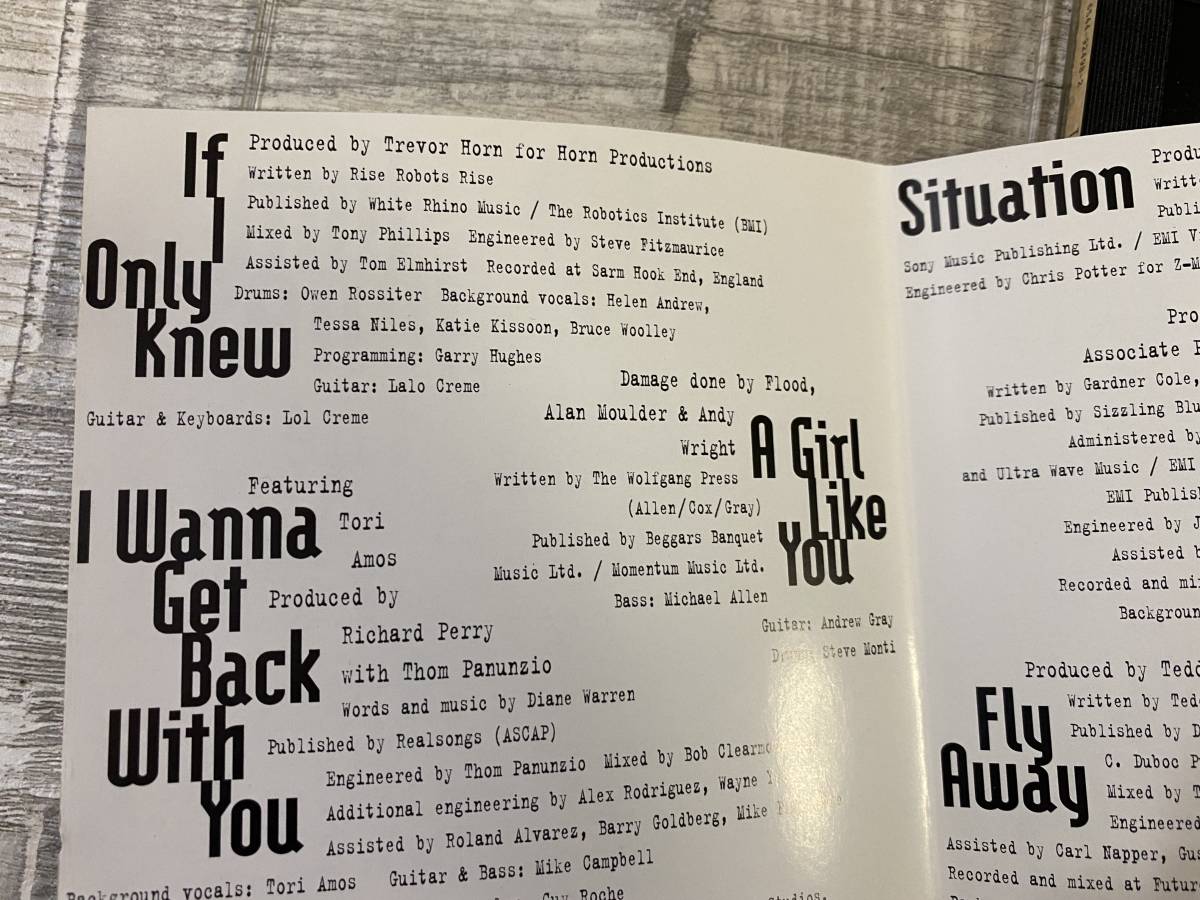 If
I
Only
Knew
Produced by Trevor Horn for Horn Productions
Written by Rise Robots Rise
Published by White Rhino Music / The Robotics Institute (BMI)
Mixed by Tony Phillips Engineered by Steve Fitzmaurice
Assisted by Tom Elmhirst Recorded at Sarm Hook End, England
Drums: Owen Rossiter Background vocals: Helen Andrew,
Tessa Niles, Katie Kissoon, Bruce Woolley
Programming: Garry Hughes
Guitar: Lalo Creme
Guitar & Keyboards: Lol Creme
Damage done by Flood,
Alan Moulder & Andy
Wright
A Girl
Like
You
Written by The Wolfgang Press
(Allen/Cox/Gray)
Published by Beggars Banquet
Music Ltd. / Momentum Music Ltd.
Bass: Michael Allen
Guitar: Andrew Gray
Steve Monti
I Wanna
Get
Back
With
You
Featuring
Tori
Amos
Produced by
Richard Perry
with Thom Panunzio
Words and music by Diane Warren
Published by Realsongs (ASCAP)
Engineered by Thom Panunzio Mixed by Bob
Additional engineering by Alex Rodriguez, Wayne
Assisted by Roland Alvarez, Barry Goldberg, Mike
Background vocals: Tori Amos Guitar & Bass: Mike Campbell
Guy Roche
Studios.
Situation
Produ
Writt
Publi
Sony Music Publishing Ltd. / EMI V
Engineered by Chris Potter for Z-M
Pro
Associate P
Written by Gardner Cole,
Published by Sizzling Blu
Administered by
and Ultra Wave Music / EMI
EMI Publis
Engineered by J
Assisted b
Recorded and mi
Backgroun
Fly
Away
Produced by Tedd
Written by Ted
Published by D
C. Duboc P
Mixed by T
Engineered
Assisted by Carl Napper, Gus
Recorded and mixed at Futur